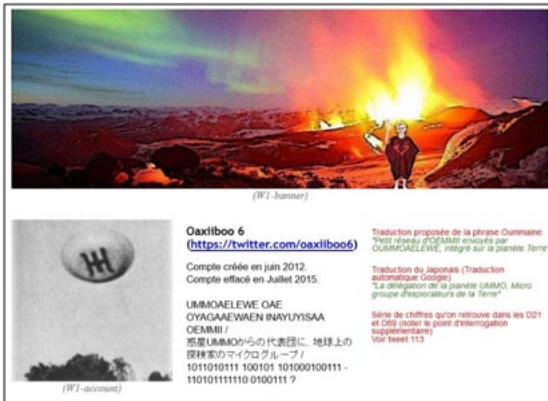 (W1-banner)
Oaxiiboo 6
(https://twitter.com/oaxiiboo6)
Compte créée en juin 2012.
Compte effacé en Juillet 2015.
UMMOAELEWE OAE
OYAGAAEWAEN INAYUYISAA
OEMMII /
惑星UMMOからの代表団に、地球上の
探検家のマイクログループ /
1011010111 100101 101000100111 -
110101111110 0100111 ?
(W1-account)
Traduction proposée de la phrase Oummaine:
"Petit réseau d'OEMMII envoyés par
OUMMOAELEWE, intégré sur la planète Terre"
Traduction du Japonais (Traduction
automatique Google)
"La délégation de la planète UMMO, Micro
groupe d'explorateurs de la Terre"
Série de chiffres qu'on retrouve dans les D21
et D69 (noter le point d'interrogation
supplémentaire)
Voir tweet 113